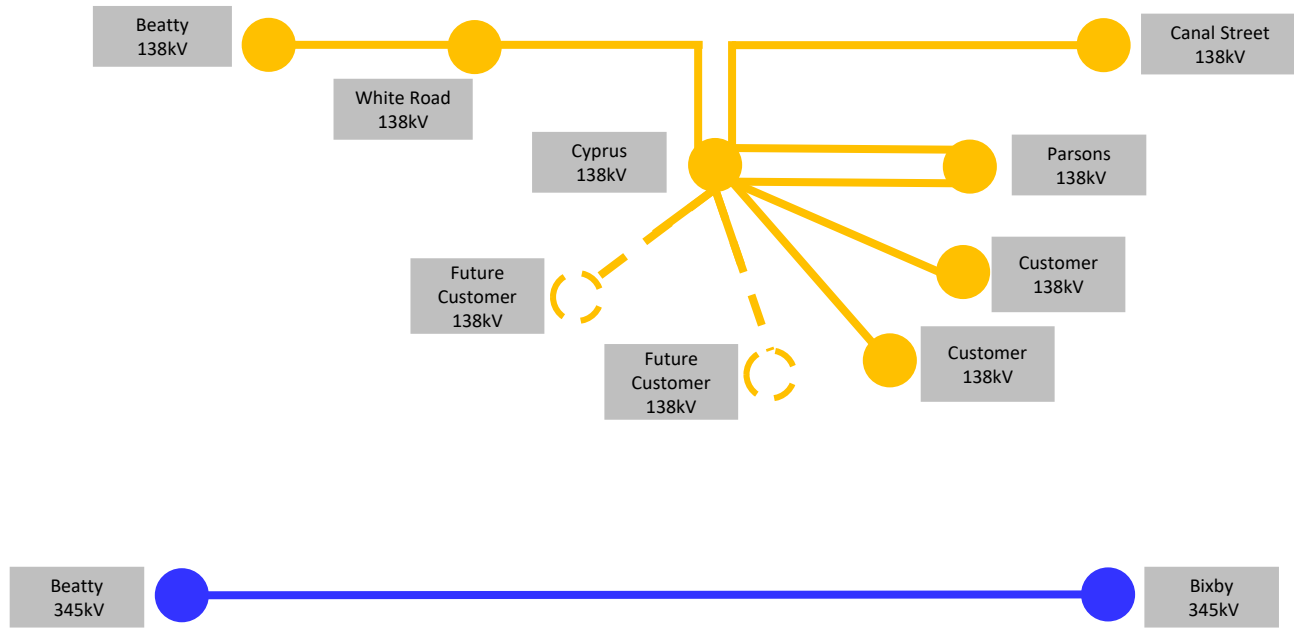 Beatty
138kV
Canal Street
138kV
White Road
138kV
Cyprus
138kV
Parsons
138kV
Customer
138kV
Future
Customer
138kV
Customer
138kV
Future
Customer
138kV
Beatty
345kV
Bixby
345kV